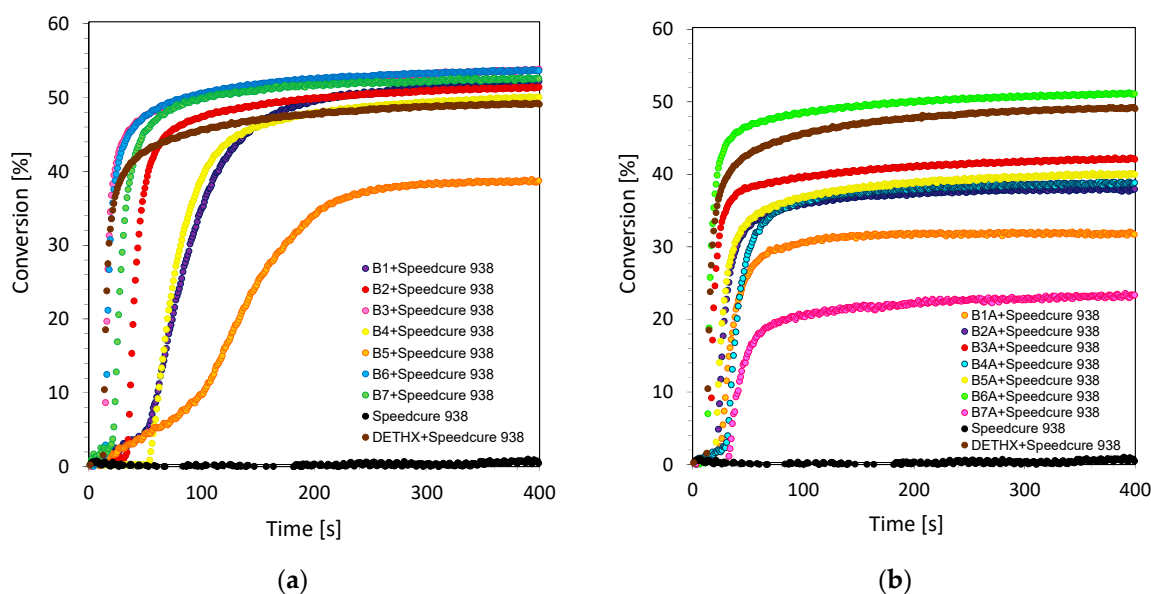 60
50
40
30
20
10
0
Conversion [%]
0 100 200 300 400
Time [s]
B1+Speedcure 938
B2+Speedcure 938
B3+Speedcure 938
B4+Speedcure 938
B5+Speedcure 938
B6+Speedcure 938
B7+Speedcure 938
Speedcure 938
DETHX+Speedcure 938
(a)
60
50
40
30
20
10
0
Conversion [%]
0 100 200 300 400
Time [s]
B1A+Speedcure 938
B2A+Speedcure 938
B3A+Speedcure 938
B4A+Speedcure 938
B5A+Speedcure 938
B6A+Speedcure 938
B7A+Speedcure 938
Speedcure 938
DETHX+Speedcure 938
(b)